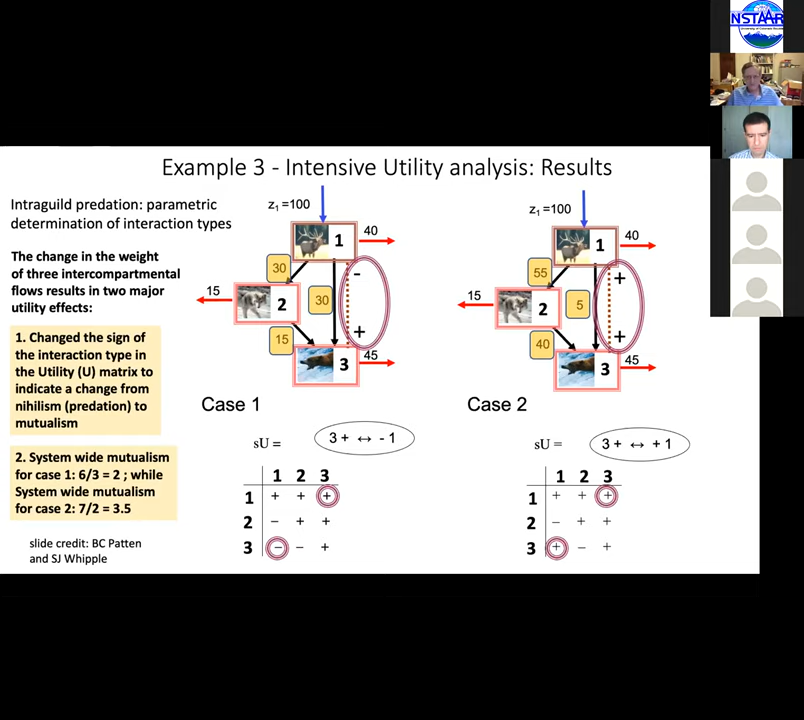 NSTAAR
Example 3 - Intensive Utility analysis: Results
Intraguild predation: parametric
determination of interaction types
The change in the weight
of three intercompartmental
flows results in two major
utility effects:
1. Changed the sign of
the interaction type in
the Utility (U) matrix to
indicate a change from
nihilism (predation) to
mutualism
2. System wide mutualism
for case 1: 6/3 = 2 ; while
System wide mutualism
for case 2: 7/2 = 3.5
slide credit: BC Patten
and SJ Whipple
z1 =100
1
40
30
-
15
2
30
15
+
3
45
Case 1
sU =
3 + ↔ - 1
1 2 3
1 + + +
2 − + +
3 − − +
z1 =100
1
40
55
+
15
2
5
40
+
3
45
Case 2
sU =
3 + ↔ + 1
1 2 3
1 + + +
2 − + +
3 + − +